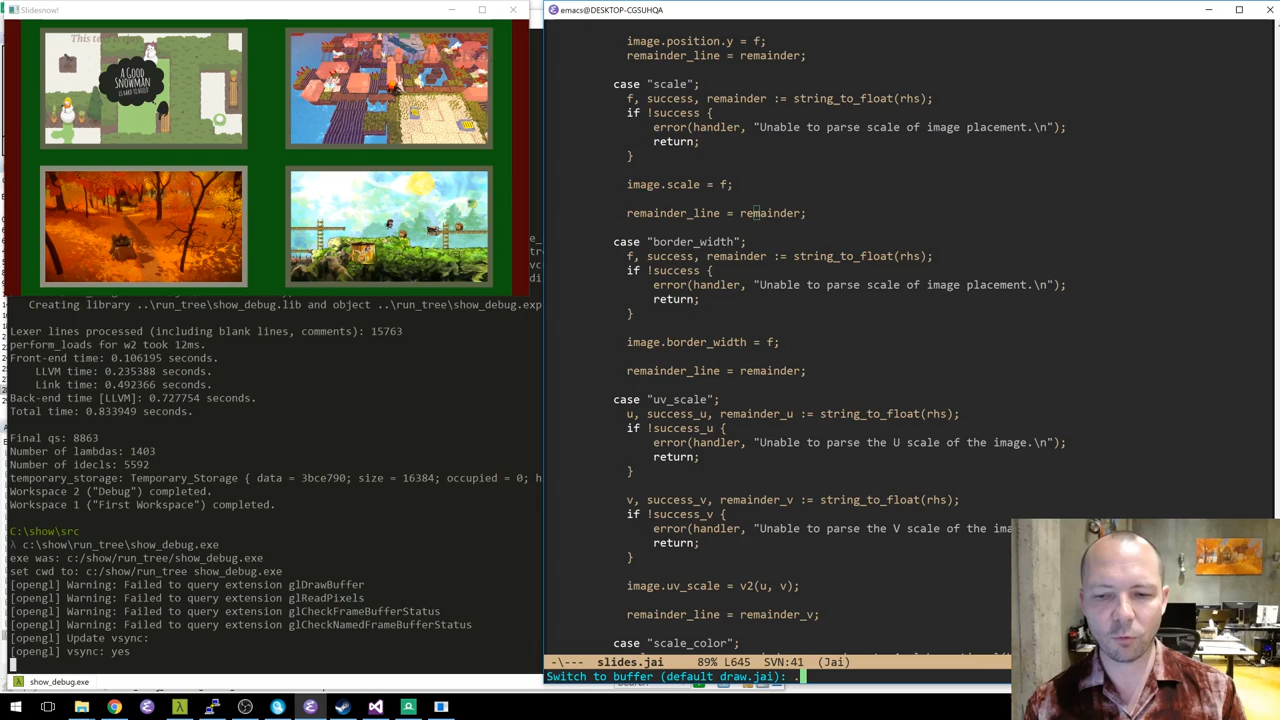 Slidesnow!
emacs@DESKTOP-CGSUHQA
A GOOD
SNOWMAN
IS HARD TO BUILD
image.position.y = f;
remainder_line = remainder;
case "scale";
f, success, remainder := string_to_float(rhs);
if !success {
error(handler, "Unable to parse scale of image placement.\n");
return;
}
image.scale = f;
remainder_line = remainder;
case "border_width";
f, success, remainder := string_to_float(rhs);
if !success {
error(handler, "Unable to parse scale of image placement.\n");
return;
}
image.border_width = f;
remainder_line = remainder;
case "uv_scale";
u, success_u, remainder_u := string_to_float(rhs);
if !success_u {
error(handler, "Unable to parse the U scale of the image.\n");
return;
}
v, success_v, remainder_v := string_to_float(rhs);
if !success_v {
error(handler, "Unable to parse the V scale of the ima
return;
}
image.uv_scale = v2(u, v);
remainder_line = remainder_v;
case "scale_color";
-\--- slides.jai 89% L645 SVN:41 (Jai)
Switch to buffer (default draw.jai): .
Creating library ..\run_tree\show_debug.lib and object ..\run_tree\show_debug.exp
Lexer lines processed (including blank lines, comments): 15763
perform_loads for w2 took 12ms.
Front-end time: 0.106195 seconds.
LLVM time: 0.235388 seconds.
Link time: 0.492366 seconds.
Back-end time [LLVM]: 0.727754 seconds.
Total time: 0.833949 seconds.
Final qs: 8863
Number of lambdas: 1403
Number of idecls: 5592
temporary_storage: Temporary_Storage { data = 3bce790; size = 16384; occupied = 0; h
Workspace 2 ("Debug") completed.
Workspace 1 ("First Workspace") completed.
C:\show\src
λ c:\show\run_tree\show_debug.exe
exe was: c:/show/run_tree/show_debug.exe
set cwd to: c:/show/run_tree show_debug.exe
[opengl] Warning: Failed to query extension glDrawBuffer
[opengl] Warning: Failed to query extension glReadPixels
[opengl] Warning: Failed to query extension glCheckFrameBufferStatus
[opengl] Warning: Failed to query extension glCheckNamedFrameBufferStatus
[opengl] Update vsync:
[opengl] vsync: yes
show_debug.exe